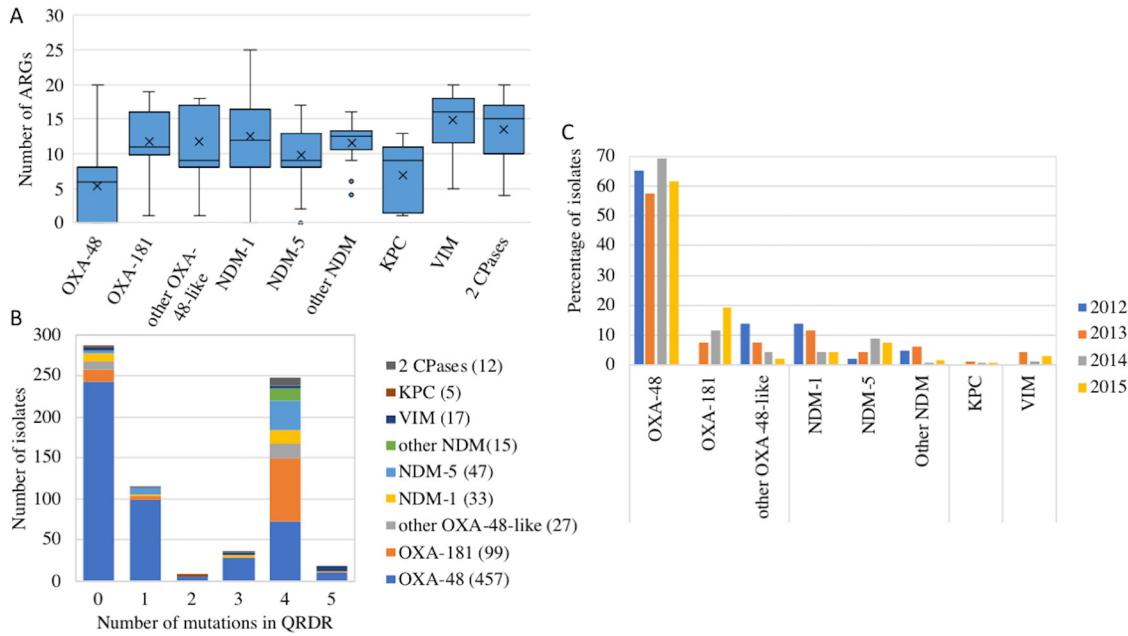 A
Number of ARGs
30
25
20
15
10
5
0
OXA-48
OXA-181
other OXA-
48-like
NDM-1
NDM-5
other NDM
KPC
VIM
2 CPases
B
Number of isolates
300
250
200
150
100
50
0
0 1 2 3 4 5
Number of mutations in QRDR
2 CPases (12)
KPC (5)
VIM (17)
other NDM(15)
NDM-5 (47)
NDM-1 (33)
other OXA-48-like (27)
OXA-181 (99)
OXA-48 (457)
C
Percentage of isolates
70
60
50
40
30
20
10
0
OXA-48
OXA-181
other OXA-48-like
NDM-1
NDM-5
Other NDM
KPC
VIM
2012
2013
2014
2015